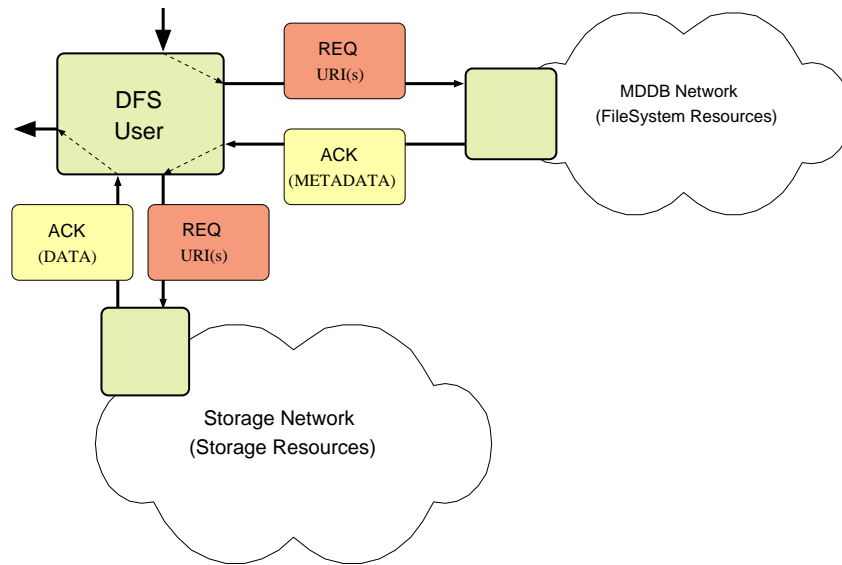 REQ
URI(s)
DFS
User
MDDB Network
(FileSystem Resources)
ACK
(METADATA)
ACK
(DATA)
REQ
URI(s)
Storage Network
(Storage Resources)